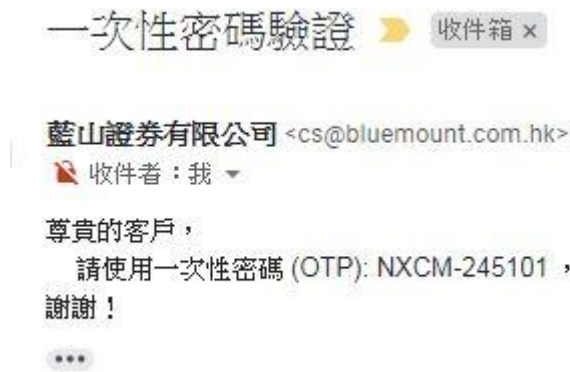 一次性密碼驗證 收件箱 ×
藍山證券有限公司 <cs@bluemount.com.hk>
收件者：我
尊貴的客戶，
請使用一次性密碼 (OTP): NXCM-245101，
謝謝！